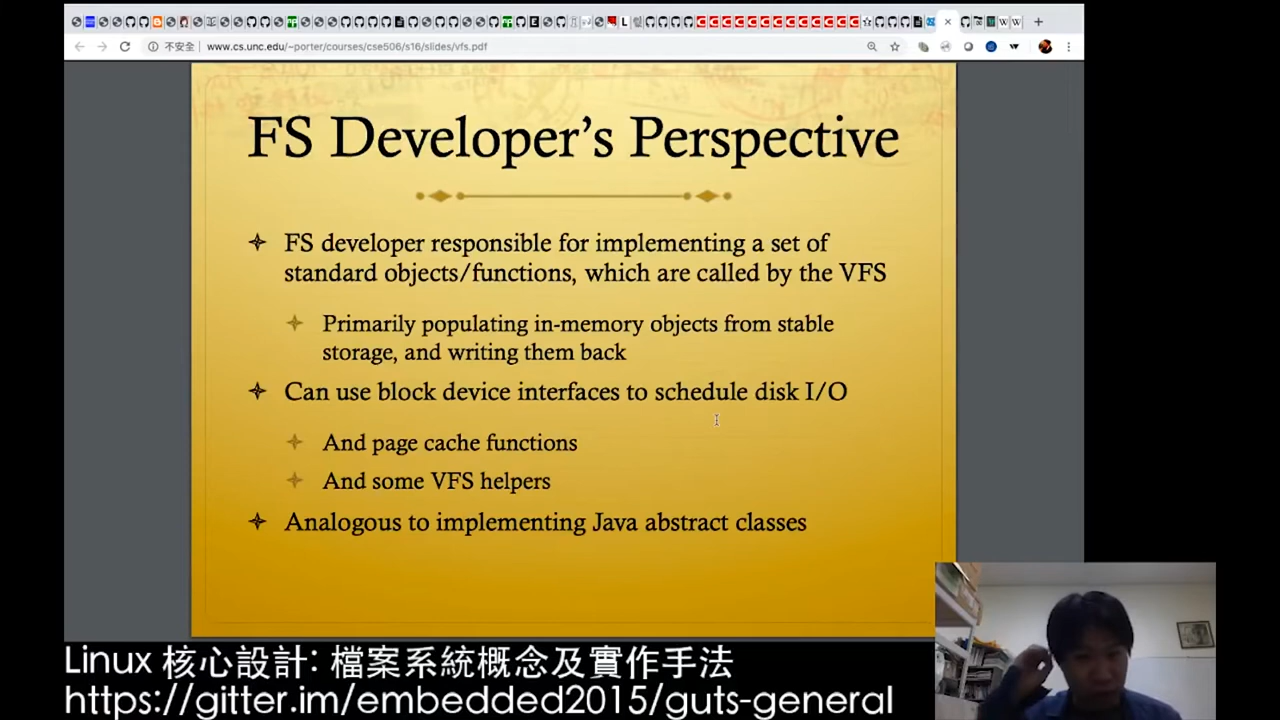 不安全
www.cs.unc.edu/~porter/courses/cse506/s16/slides/vfs.pdf
FS Developer's Perspective
FS developer responsible for implementing a set of
standard objects/functions, which are called by the VFS
Primarily populating in-memory objects from stable
storage, and writing them back
Can use block device interfaces to schedule disk I/O
And page cache functions
And some VFS helpers
Analogous to implementing Java abstract classes
Linux 核心設計: 檔案系統概念及實作手法
https://gitter.im/embedded2015/guts-general